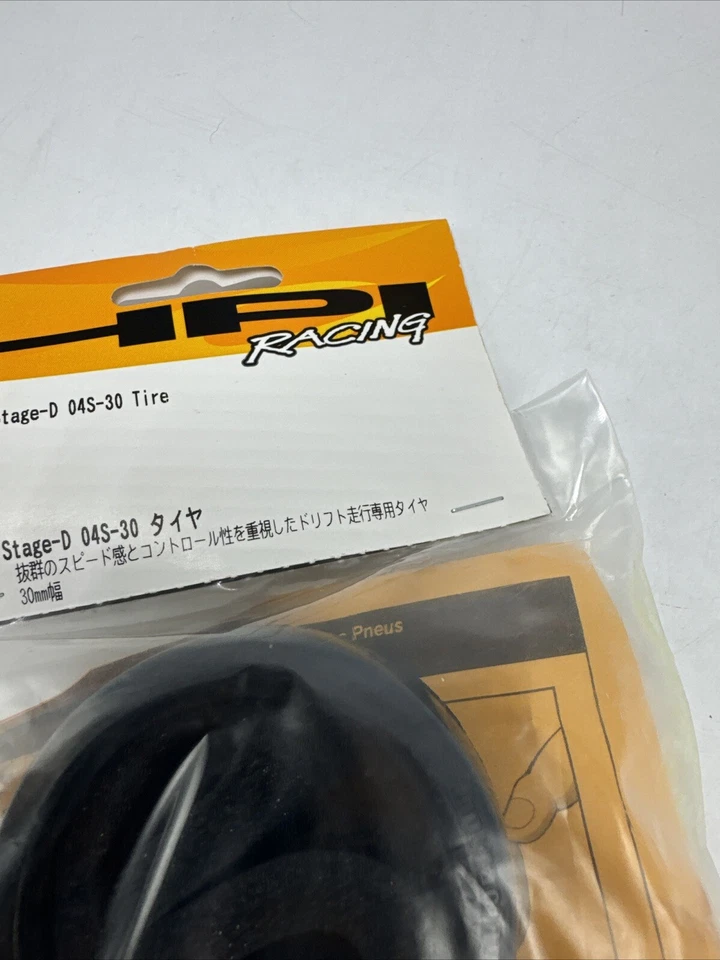 HPI
RACING
Stage-D 04S-30 Tire
Stage-D 04S-30 タイヤ
抜群のスピード感とコントロール性を重視したドリフト走行専用タイヤ
30mm幅
Pneus